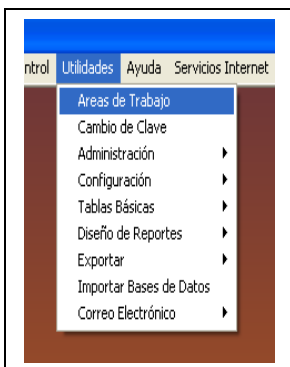 ntrol Utilidades Ayuda Servicios Internet
Areas de Trabajo
Cambio de Clave
Administración
Configuración
Tablas Básicas
Diseño de Reportes
Exportar
Importar Bases de Datos
Correo Electrónico